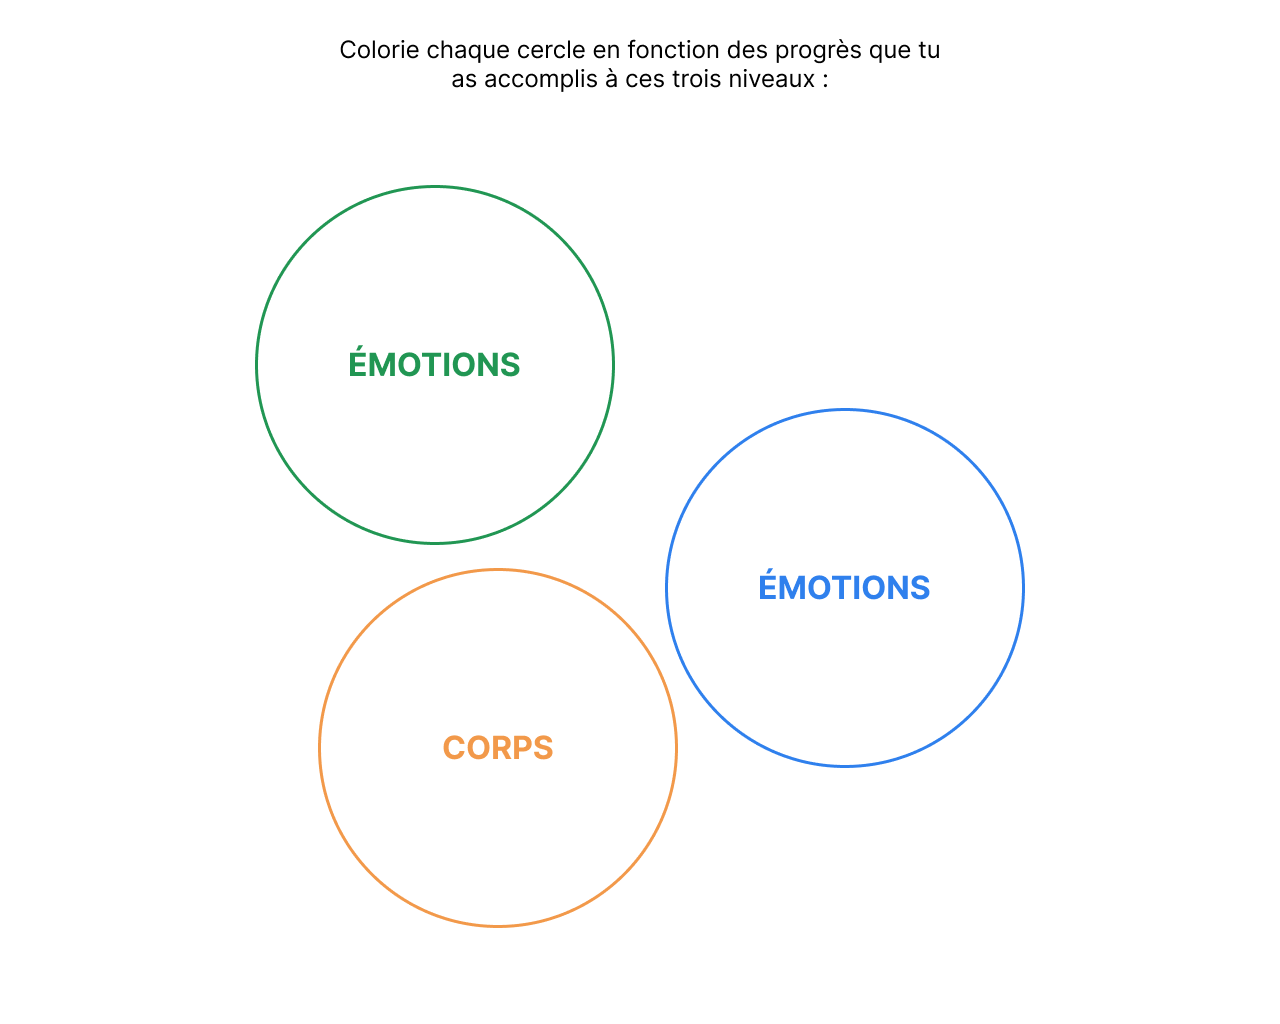 Colorie chaque cercle en fonction des progrès que tu
as accomplis à ces trois niveaux :
ÉMOTIONS
ÉMOTIONS
CORPS